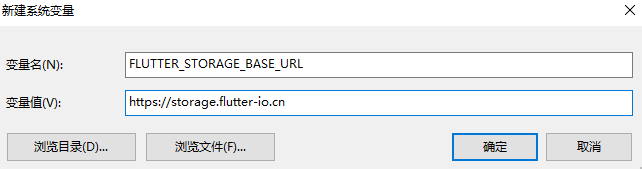 新建系统变量
变量名(N):
FLUTTER_STORAGE_BASE_URL
变量值(V):
https://storage.flutter-io.cn
浏览目录(D)...
浏览文件(F)...
确定
取消